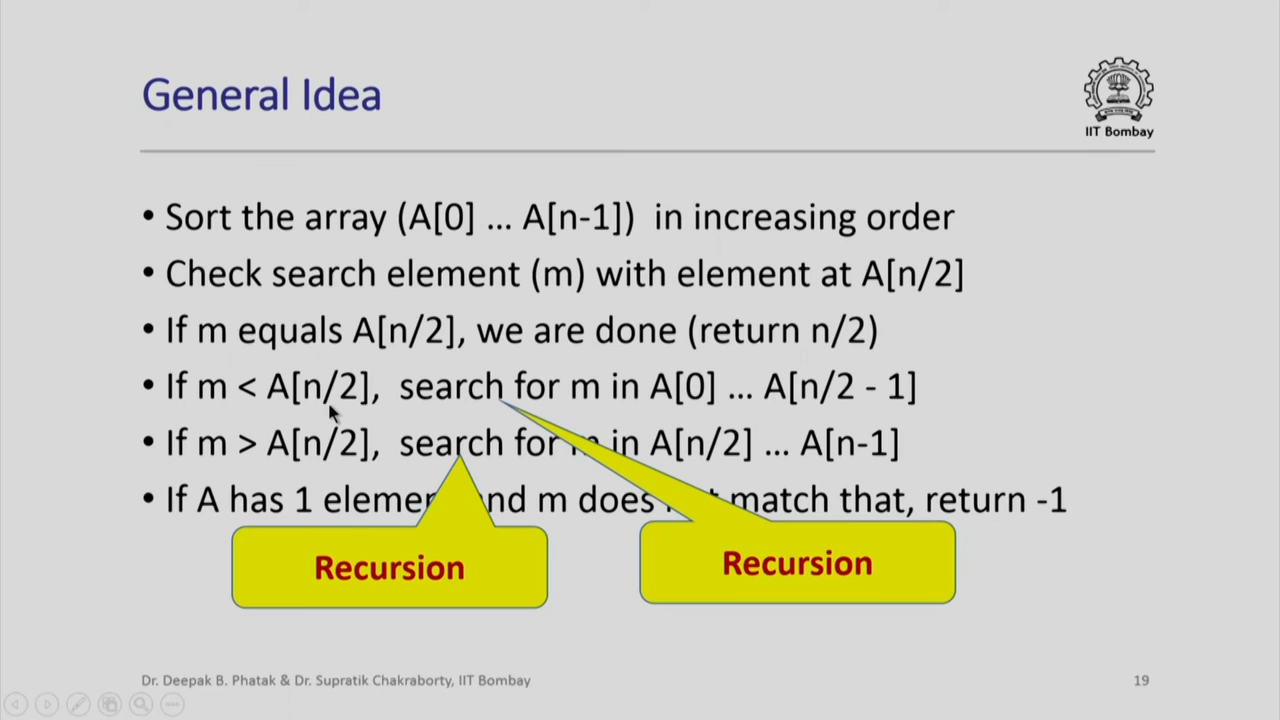 General Idea
IIT Bombay
• Sort the array (A[0] ... A[n-1]) in increasing order
• Check search element (m) with element at A[n/2]
• If m equals A[n/2], we are done (return n/2)
• If m < A[n/2], search for m in A[0] ... A[n/2 - 1]
• If m > A[n/2], search for in A[n/2] ... A[n-1]
• If A has 1 and m does match that, return -1
Recursion
Recursion
Dr. Deepak B. Phatak & Dr. Supratik Chakraborty, IIT Bombay
19